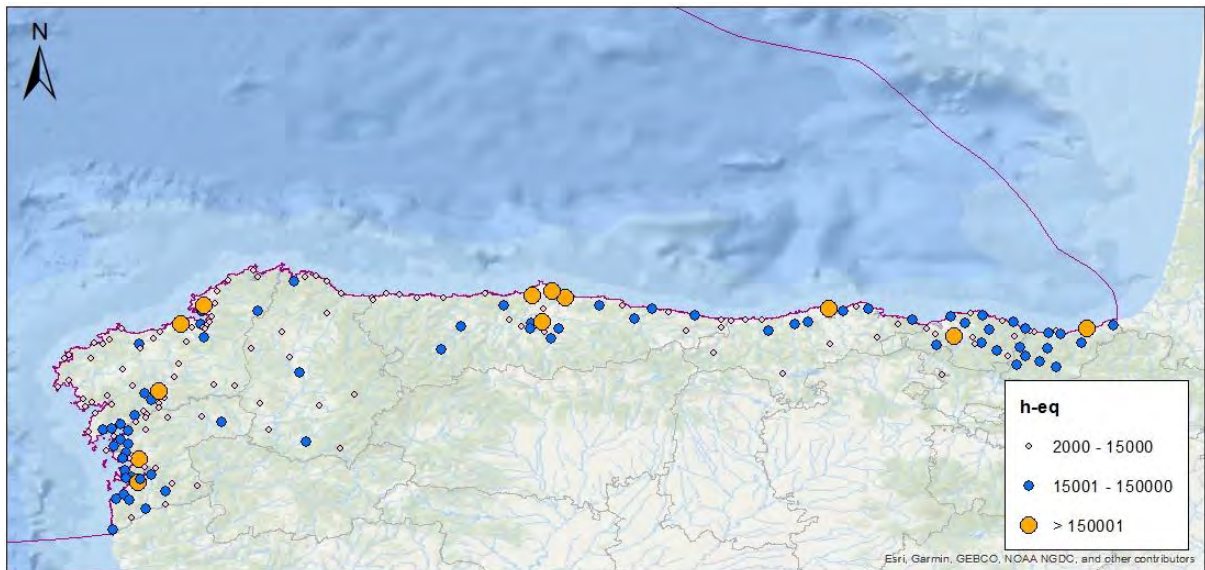 N
h-eq
2000 - 15000
15001 - 150000
> 150001
Esri, Garmin, GEBCO, NOAA NGDC, and other contributors